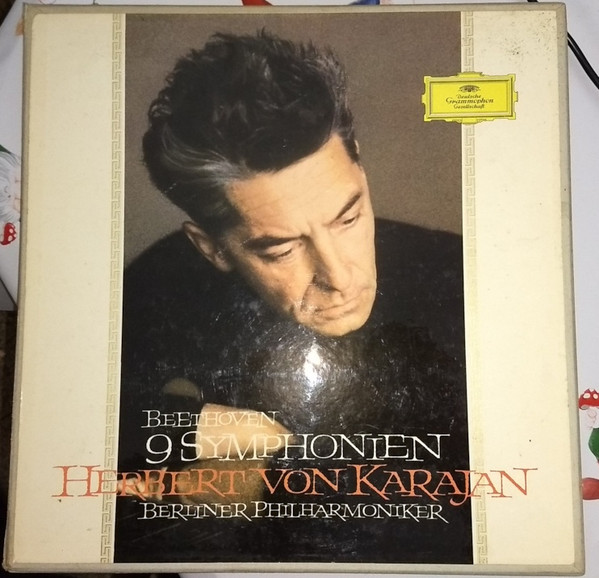 Deutsche
Grammophon
Gesellschaft
BEETHOVEN
9 SYMPHONIEN
HERBERT VON KARAJAN
BERLINER PHILHARMONIKER